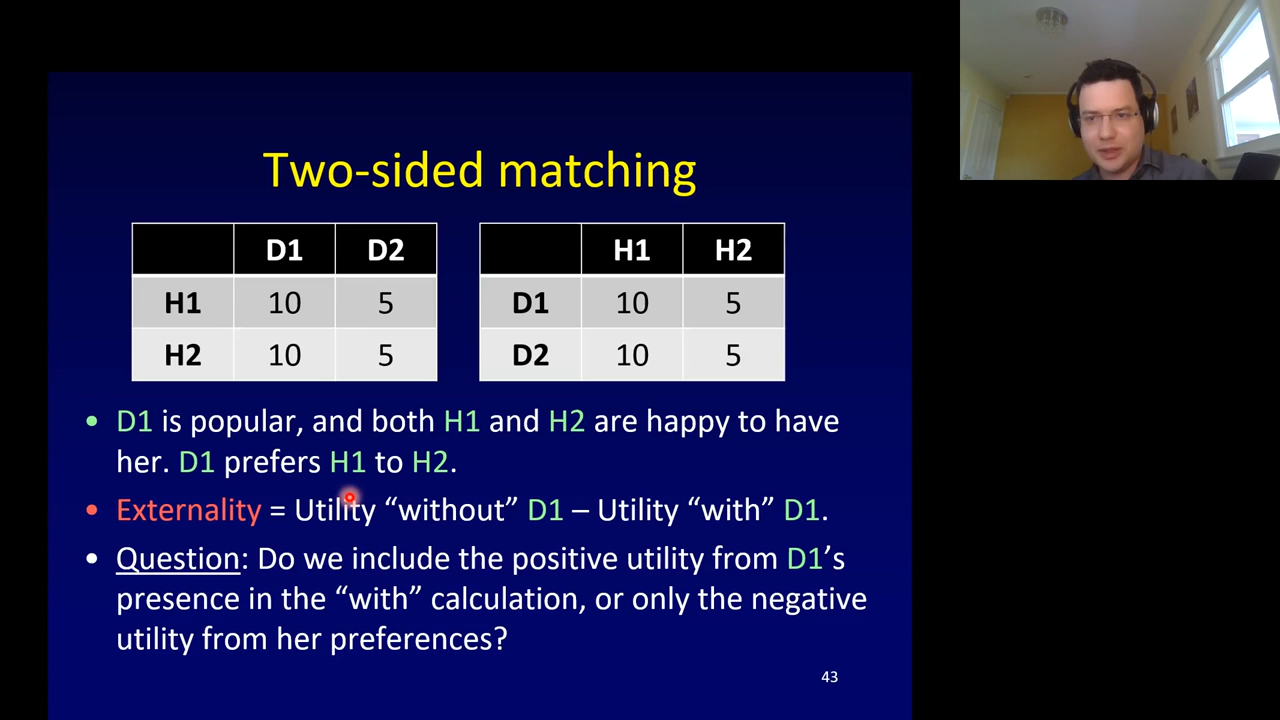 Two-sided matching
D1 D2
H1 10 5
H2 10 5
H1 H2
D1 10 5
D2 10 5
• D1 is popular, and both H1 and H2 are happy to have
her. D1 prefers H1 to H2.
• Externality = Utility “without” D1 – Utility “with” D1.
• Question: Do we include the positive utility from D1’s
presence in the “with” calculation, or only the negative
utility from her preferences?
43